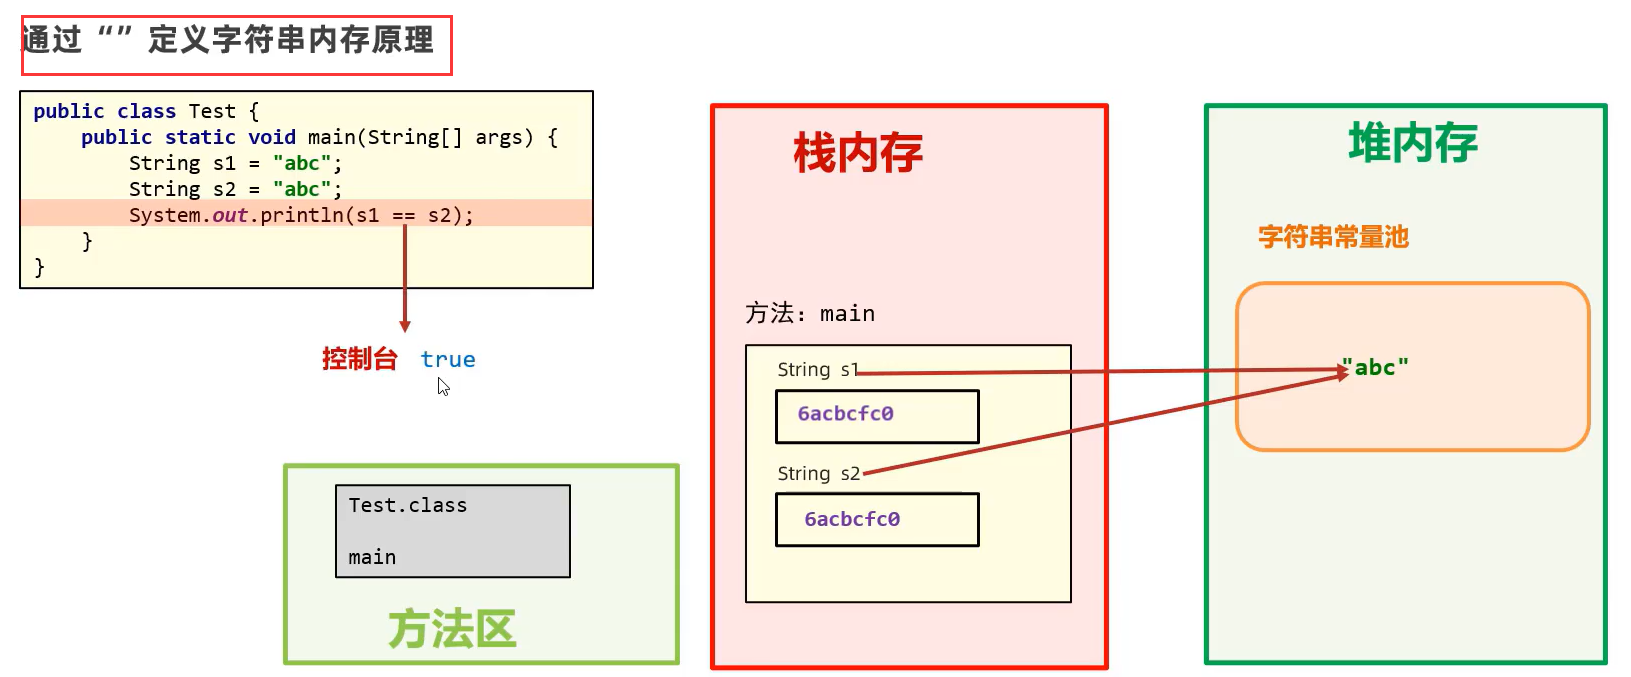 通过“”定义字符串内存原理
public class Test {
    public static void main(String[] args) {
        String s1 = "abc";
        String s2 = "abc";
        System.out.println(s1 == s2);
    }
}
控制台 true
Test.class
main
方法区
栈内存
方法：main
String s1
6acbcfc0
String s2
6acbcfc0
堆内存
字符串常量池
"abc"